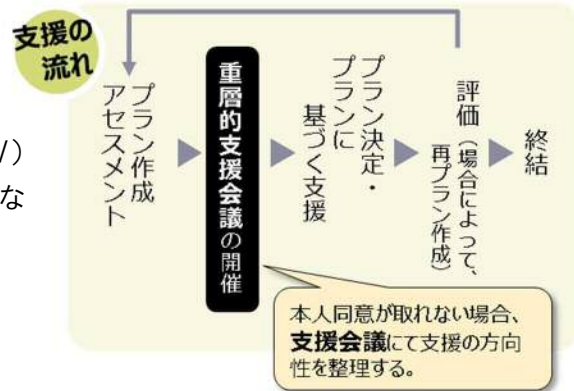 支援の
流れ
プラン作成
アセスメント
重層的支援会議の開催
プラン決定・
プランに
基づく支援
評価（場合によって、
再プラン作成）
終結
本人同意が取れない場合、
支援会議にて支援の方向
性を整理する。
）
な